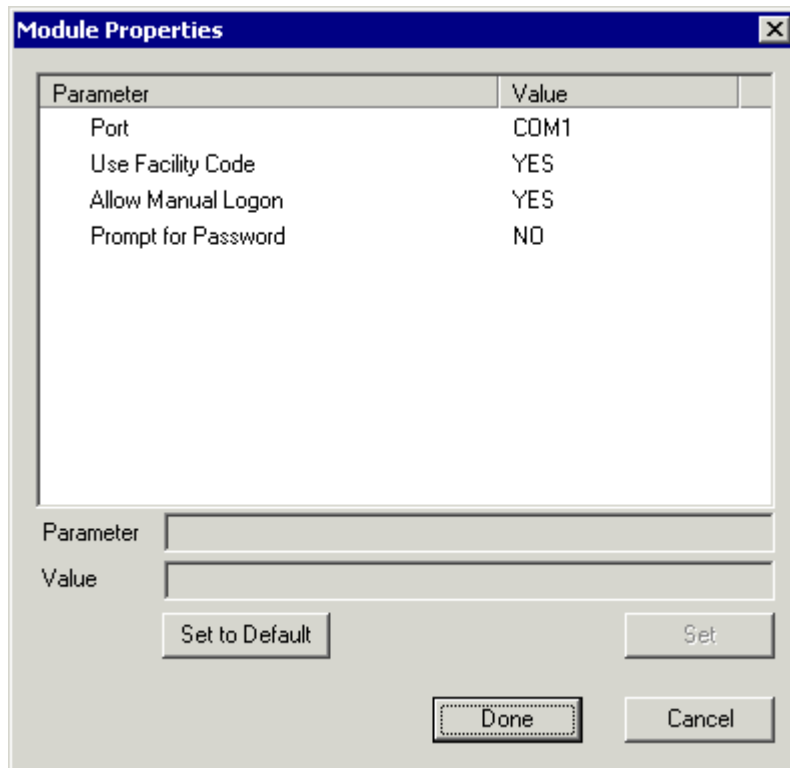 Module Properties
Parameter Value
Port COM1
Use Facility Code YES
Allow Manual Logon YES
Prompt for Password NO
Parameter
Value
Set to Default Set
Done Cancel